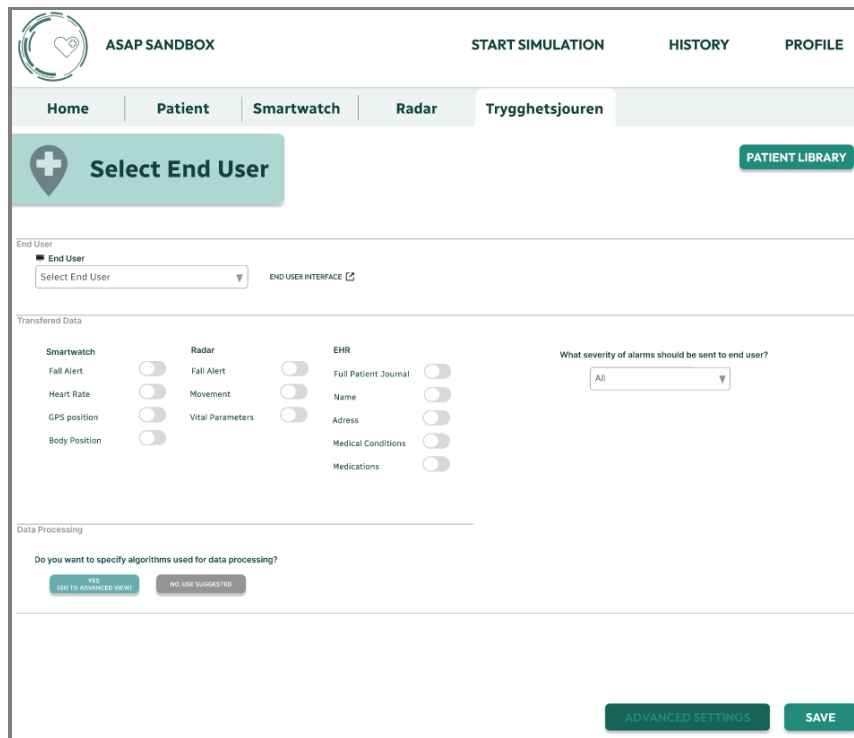 ASAP SANDBOX
START SIMULATION
HISTORY
PROFILE
Home
Patient
Smartwatch
Radar
Trygghetsjouren
Select End User
PATIENT LIBRARY
End User
End User
Select End User
END USER INTERFACE
Transfered Data
Smartwatch
Fall Alert
Heart Rate
GPS position
Body Position
Radar
Fall Alert
Movement
Vital Parameters
EHR
Full Patient Journal
Name
Adress
Medical Conditions
Medications
What severity of alarms should be sent to end user?
All
Data Processing
Do you want to specify algorithms used for data processing?
YES
(GO TO ADVANCED VIEW)
NO, USE SUGGESTED
ADVANCED SETTINGS
SAVE